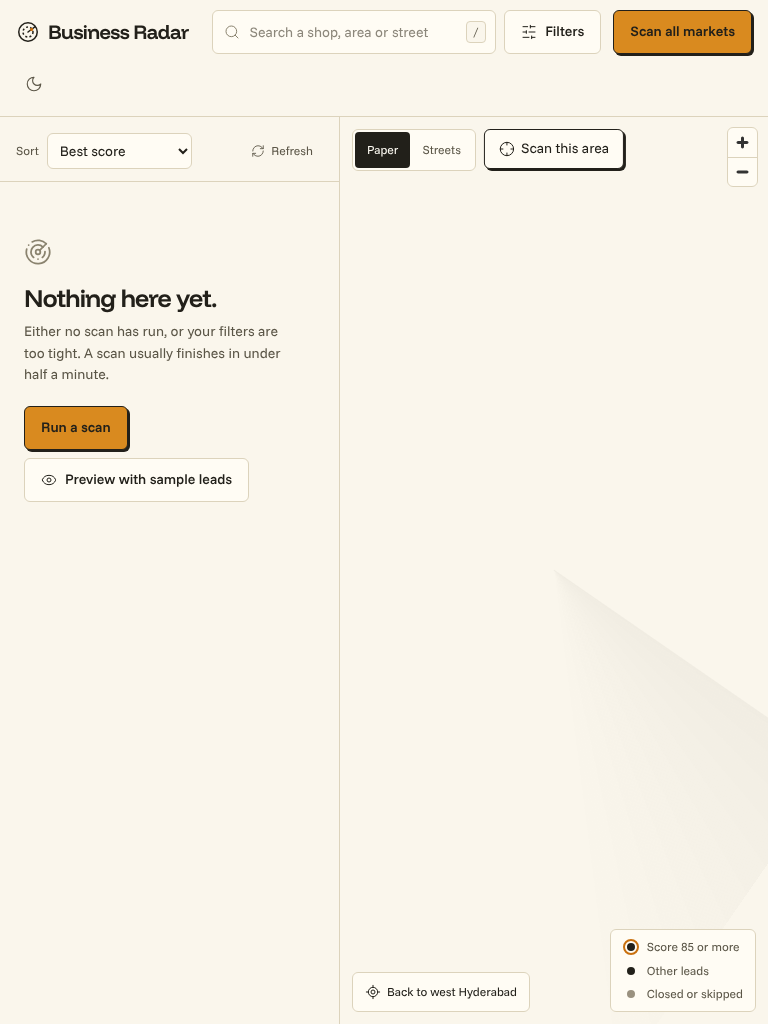 Business Radar
Search a shop, area or street
/
Filters
Scan all markets
Sort
Best score
Refresh
Paper
Streets
Scan this area
Nothing here yet.
Either no scan has run, or your filters are
too tight. A scan usually finishes in under
half a minute.
Run a scan
Preview with sample leads
Score 85 or more
Other leads
Closed or skipped
Back to west Hyderabad